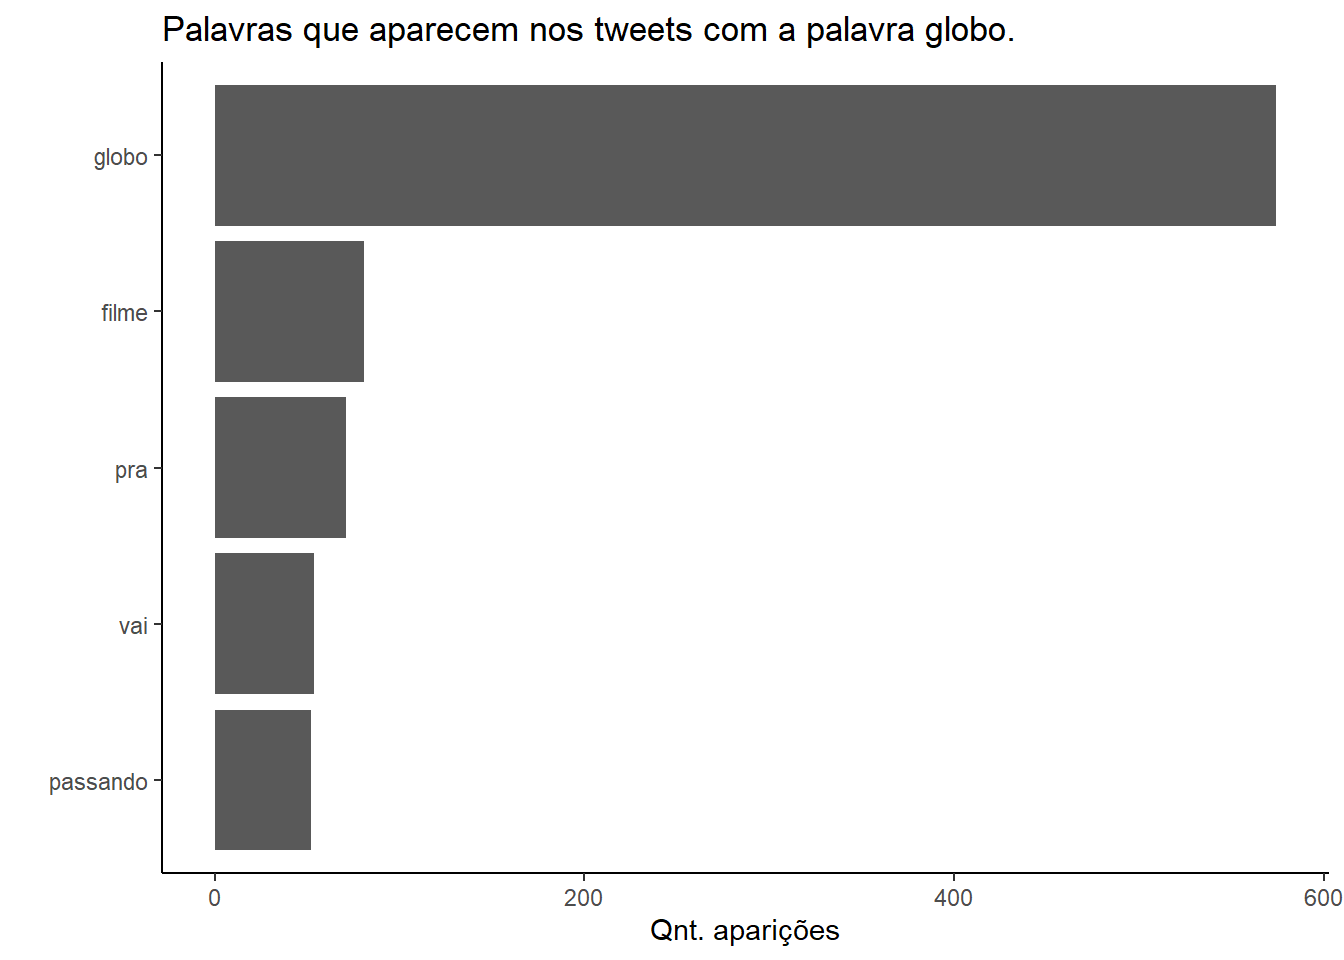 Palavras que aparecem nos tweets com a palavra globo.
globo
filme
pra
vai
passando
0 200 400 600
Qnt. aparições